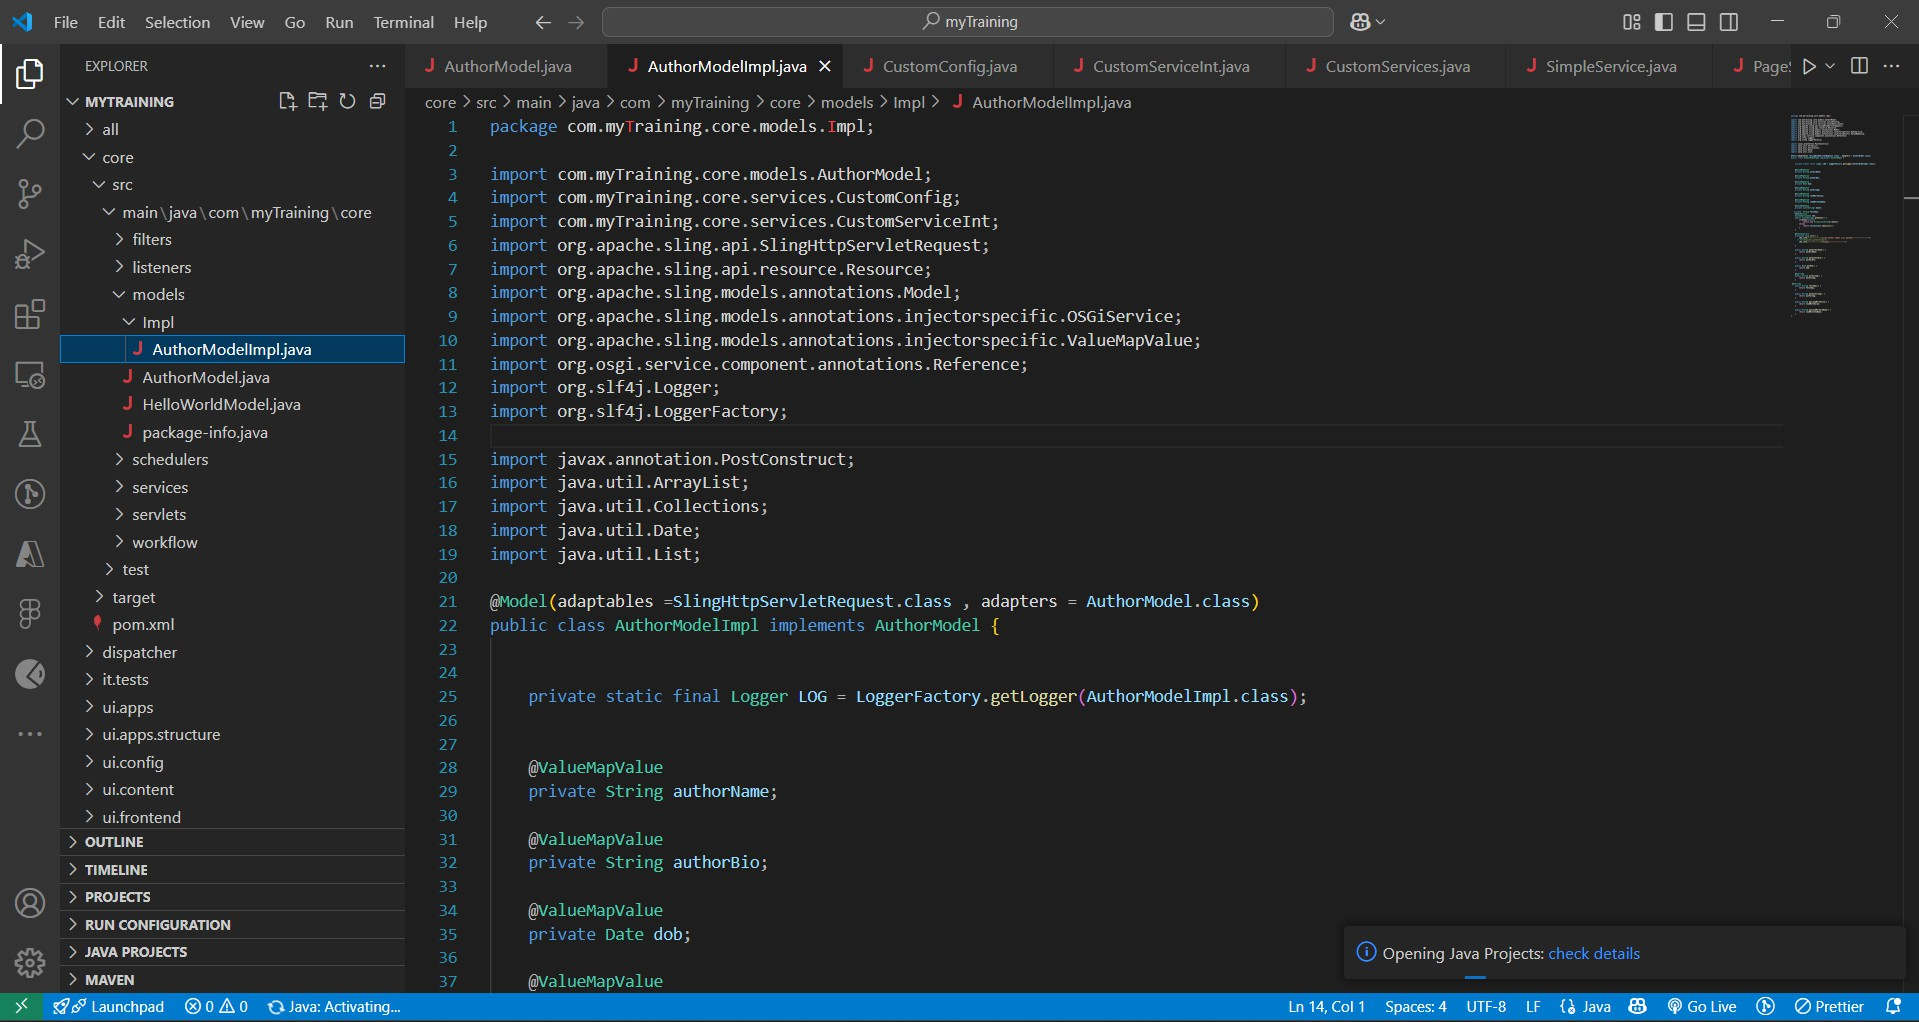 File Edit Selection View Go Run Terminal Help
myTraining
EXPLORER
MYTRAINING
all
core
src
main\java\com\myTraining\core
filters
listeners
models
Impl
AuthorModelImpl.java
AuthorModel.java
HelloWorldModel.java
package-info.java
schedulers
services
servlets
workflow
test
target
pom.xml
dispatcher
it.tests
ui.apps
ui.apps.structure
ui.config
ui.content
ui.frontend
OUTLINE
TIMELINE
PROJECTS
RUN CONFIGURATION
JAVA PROJECTS
MAVEN
AuthorModel.java AuthorModelImpl.java CustomConfig.java CustomServiceInt.java CustomServices.java SimpleService.java
core > src > main > java > com > myTraining > core > models > Impl > AuthorModelImpl.java
1 package com.myTraining.core.models.Impl;
2
3 import com.myTraining.core.models.AuthorModel;
4 import com.myTraining.core.services.CustomConfig;
5 import com.myTraining.core.services.CustomServiceInt;
6 import org.apache.sling.api.SlingHttpServletRequest;
7 import org.apache.sling.api.resource.Resource;
8 import org.apache.sling.models.annotations.Model;
9 import org.apache.sling.models.annotations.injectorspecific.OSGiService;
10 import org.apache.sling.models.annotations.injectorspecific.ValueMapValue;
11 import org.osgi.service.component.annotations.Reference;
12 import org.slf4j.Logger;
13 import org.slf4j.LoggerFactory;
14
15 import javax.annotation.PostConstruct;
16 import java.util.ArrayList;
17 import java.util.Collections;
18 import java.util.Date;
19 import java.util.List;
20
21 @Model(adaptables =SlingHttpServletRequest.class , adapters = AuthorModel.class)
22 public class AuthorModelImpl implements AuthorModel {
23
24
25 private static final Logger LOG = LoggerFactory.getLogger(AuthorModelImpl.class);
26
27
28 @ValueMapValue
29 private String authorName;
30
31 @ValueMapValue
32 private String authorBio;
33
34 @ValueMapValue
35 private Date dob;
36
37 @ValueMapValue
Opening Java Projects: check details
Launchpad 0 0 Java: Activating... Ln 14, Col 1 Spaces: 4 UTF-8 LF {} Java Go Live Prettier